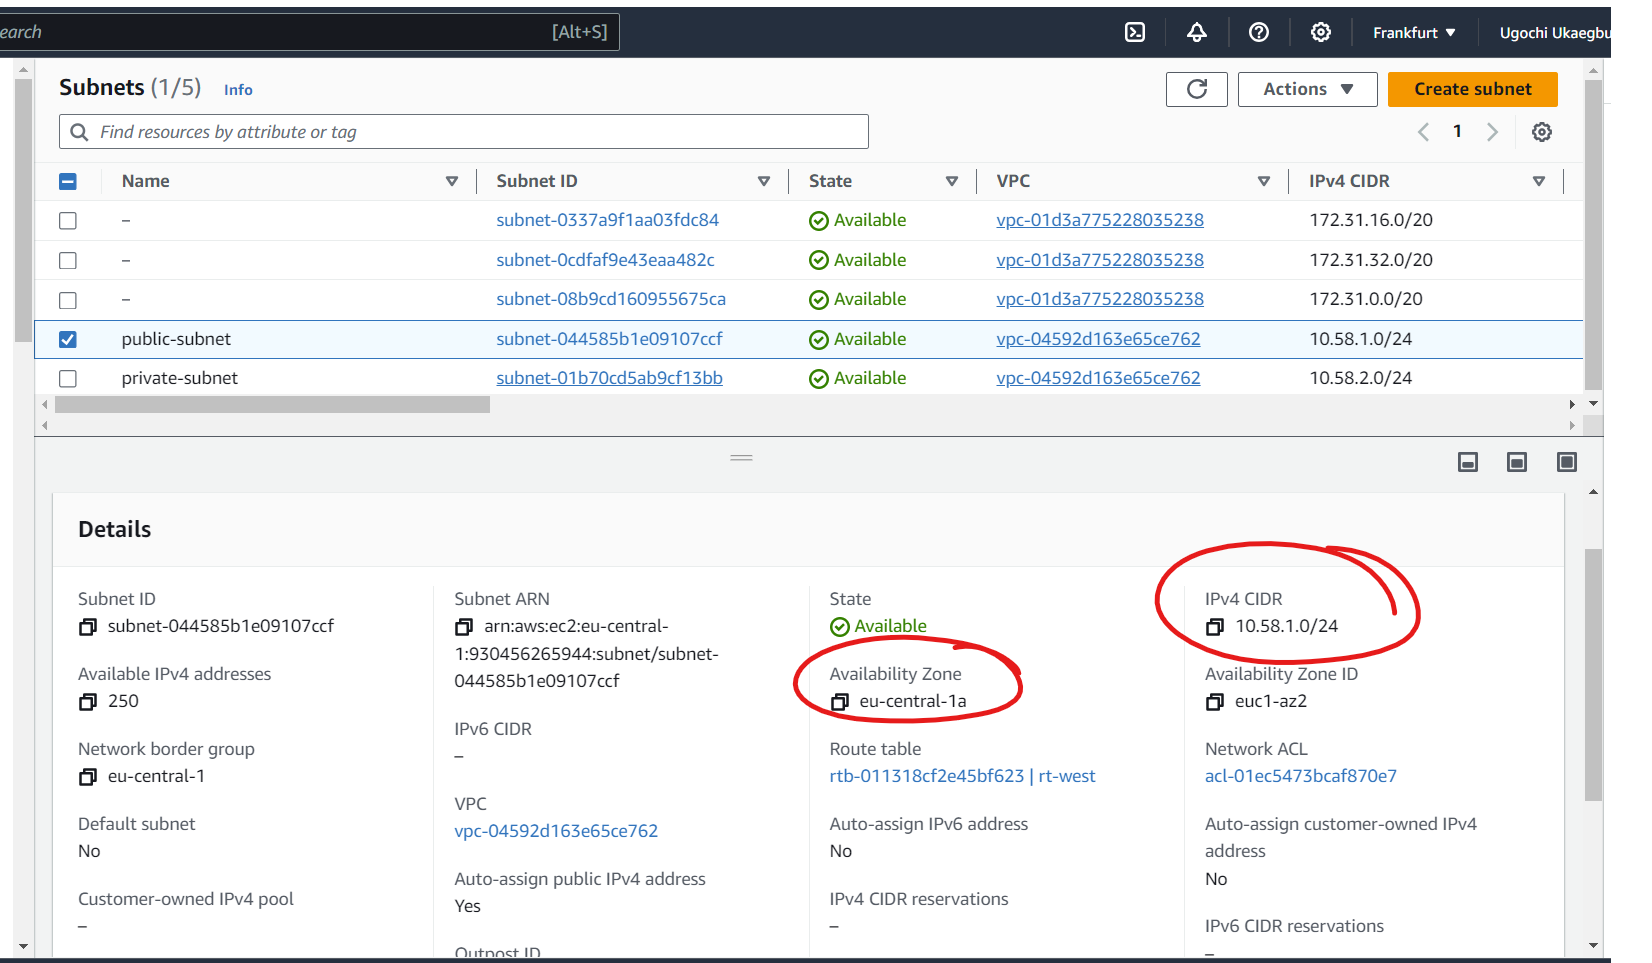 earch [Alt+S] Frankfurt ▼ Ugochi Ukaegbu
Subnets (1/5) Info Actions ▼ Create subnet
Find resources by attribute or tag 1
Name Subnet ID State VPC IPv4 CIDR
– subnet-0337a9f1aa03fdc84 Available vpc-01d3a775228035238 172.31.16.0/20
– subnet-0cdfaf9e43eaa482c Available vpc-01d3a775228035238 172.31.32.0/20
– subnet-08b9cd160955675ca Available vpc-01d3a775228035238 172.31.0.0/20
public-subnet subnet-044585b1e09107ccf Available vpc-04592d163e65ce762 10.58.1.0/24
private-subnet subnet-01b70cd5ab9cf13bb Available vpc-04592d163e65ce762 10.58.2.0/24
Details
Subnet ID
subnet-044585b1e09107ccf
Available IPv4 addresses
250
Network border group
eu-central-1
Default subnet
No
Customer-owned IPv4 pool
–
Subnet ARN
arn:aws:ec2:eu-central-
1:930456265944:subnet/subnet-
044585b1e09107ccf
IPv6 CIDR
–
VPC
vpc-04592d163e65ce762
Auto-assign public IPv4 address
Yes
Outpost ID
State
Available
Availability Zone
eu-central-1a
Route table
rtb-011318cf2e45bf623 | rt-west
Auto-assign IPv6 address
No
IPv4 CIDR reservations
–
IPv4 CIDR
10.58.1.0/24
Availability Zone ID
euc1-az2
Network ACL
acl-01ec5473bcaf870e7
Auto-assign customer-owned IPv4
address
No
IPv6 CIDR reservations
–